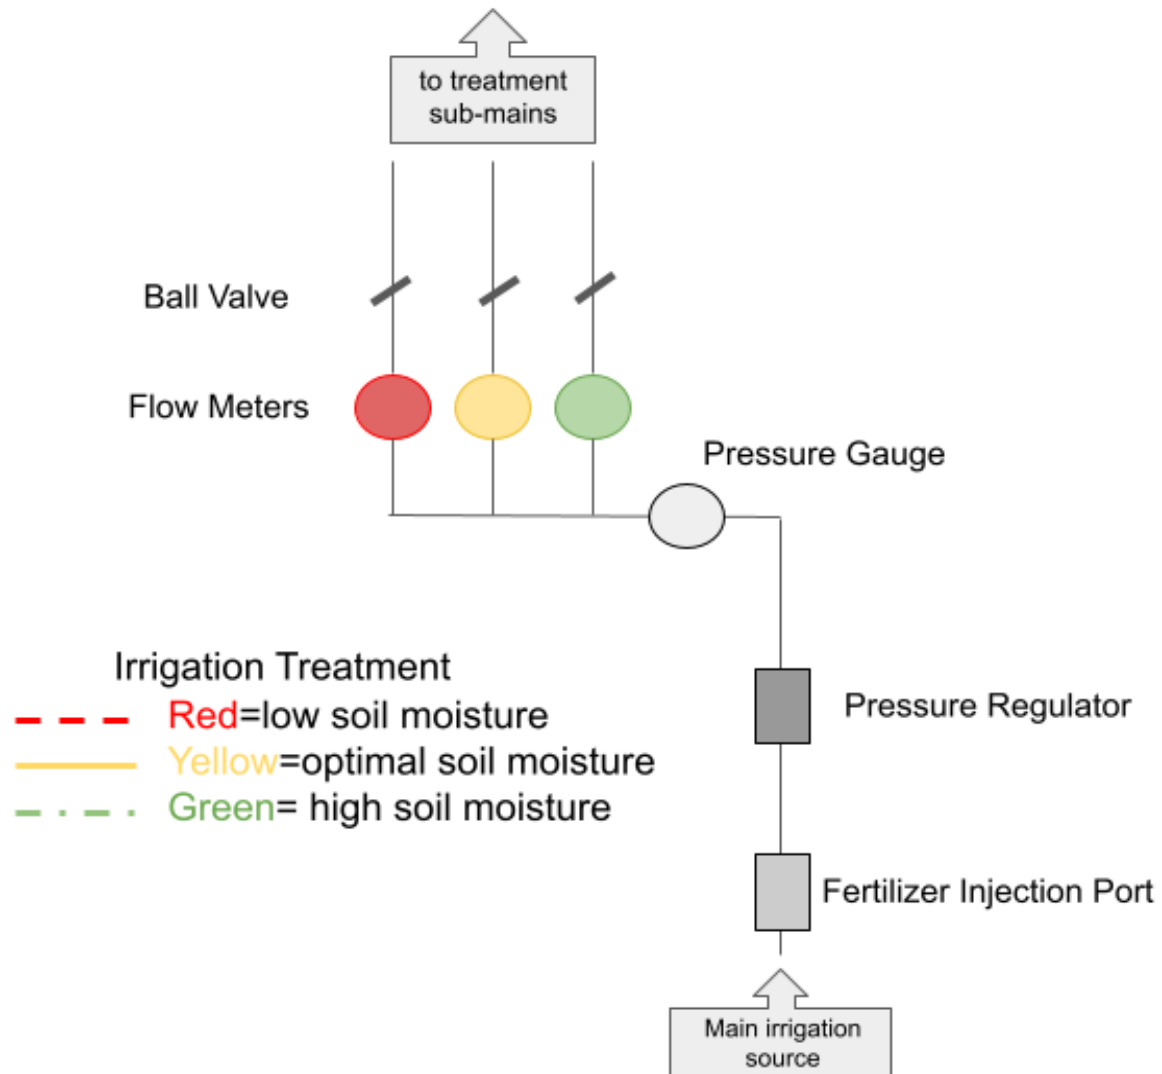 to treatment
sub-mains
Ball Valve
Flow Meters
Pressure Gauge
Irrigation Treatment
Red=low soil moisture
Yellow=optimal soil moisture
Green= high soil moisture
Pressure Regulator
Fertilizer Injection Port
Main irrigation
source